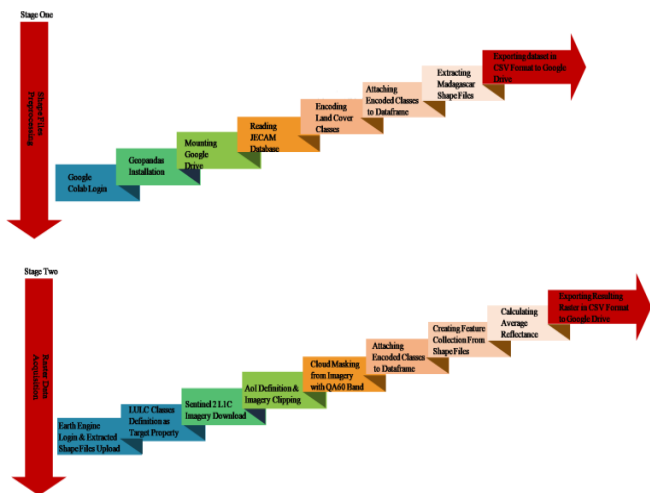 Stage One
Shape Files
Preprocessing
Google
Colab Login
Geopandas
Installation
Mounting
Google
Drive
Reading
JECAM
Database
Encoding
Land Cover
Classes
Attaching
Encoded Classes
to Dataframe
Extracting
Madagascar
Shape Files
Exporting dataset in
CSV Format to Google
Drive
Stage Two
Raster Data
Acquisition
Earth Engine
Login & Extracted
Shape Files Upload
LULC Classes
Definition as
Target Property
Sentinel 2 L1C
Imagery Download
AoI Definition &
Imagery Clipping
Cloud Masking
from Imagery
with QA60 Band
Attaching
Encoded Classes
to Dataframe
Creating Feature
Collection From
Shape Files
Calculating
Average
Reflectance
Exporting Resulting
Raster in CSV Format
to Google Drive